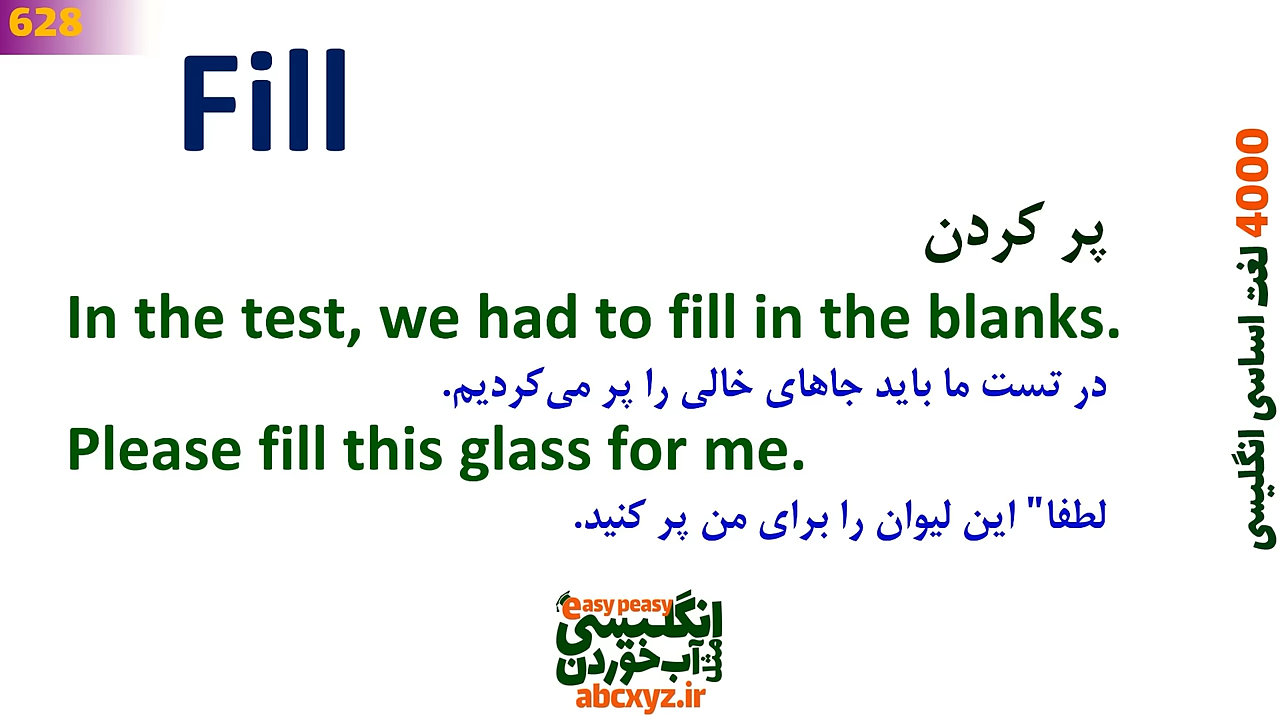 628
Fill
پر کردن
In the test, we had to fill in the blanks.
در تست ما باید جاهای خالی را پر می‌کردیم.
Please fill this glass for me.
لطفا" این لیوان را برای من پر کنید.
4000 لغت اساسی انگلیسی
easy peasy
انگلیسی
مثل آب خوردن
abcxyz.ir